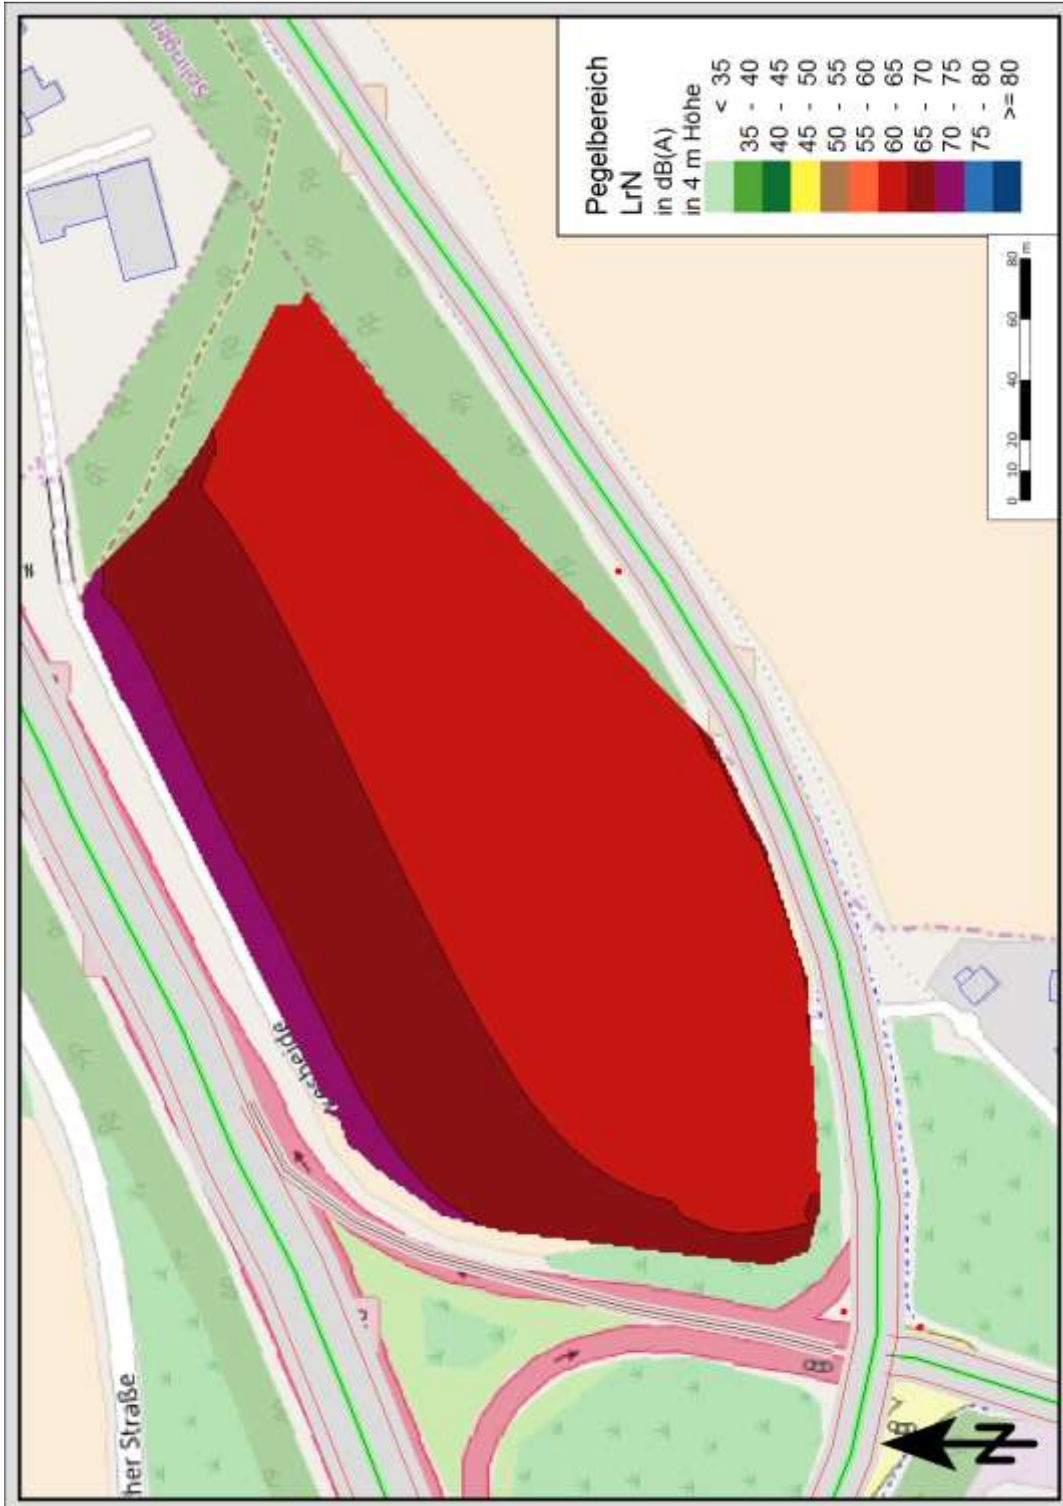 Solingen
her Straße
Pegelbereich
LrN
in dB(A)
in 4 m Höhe
< 35
35 - 40
40 - 45
45 - 50
50 - 55
55 - 60
60 - 65
65 - 70
70 - 75
75 - 80
>= 80
0 10 20 40 60 80
m
N